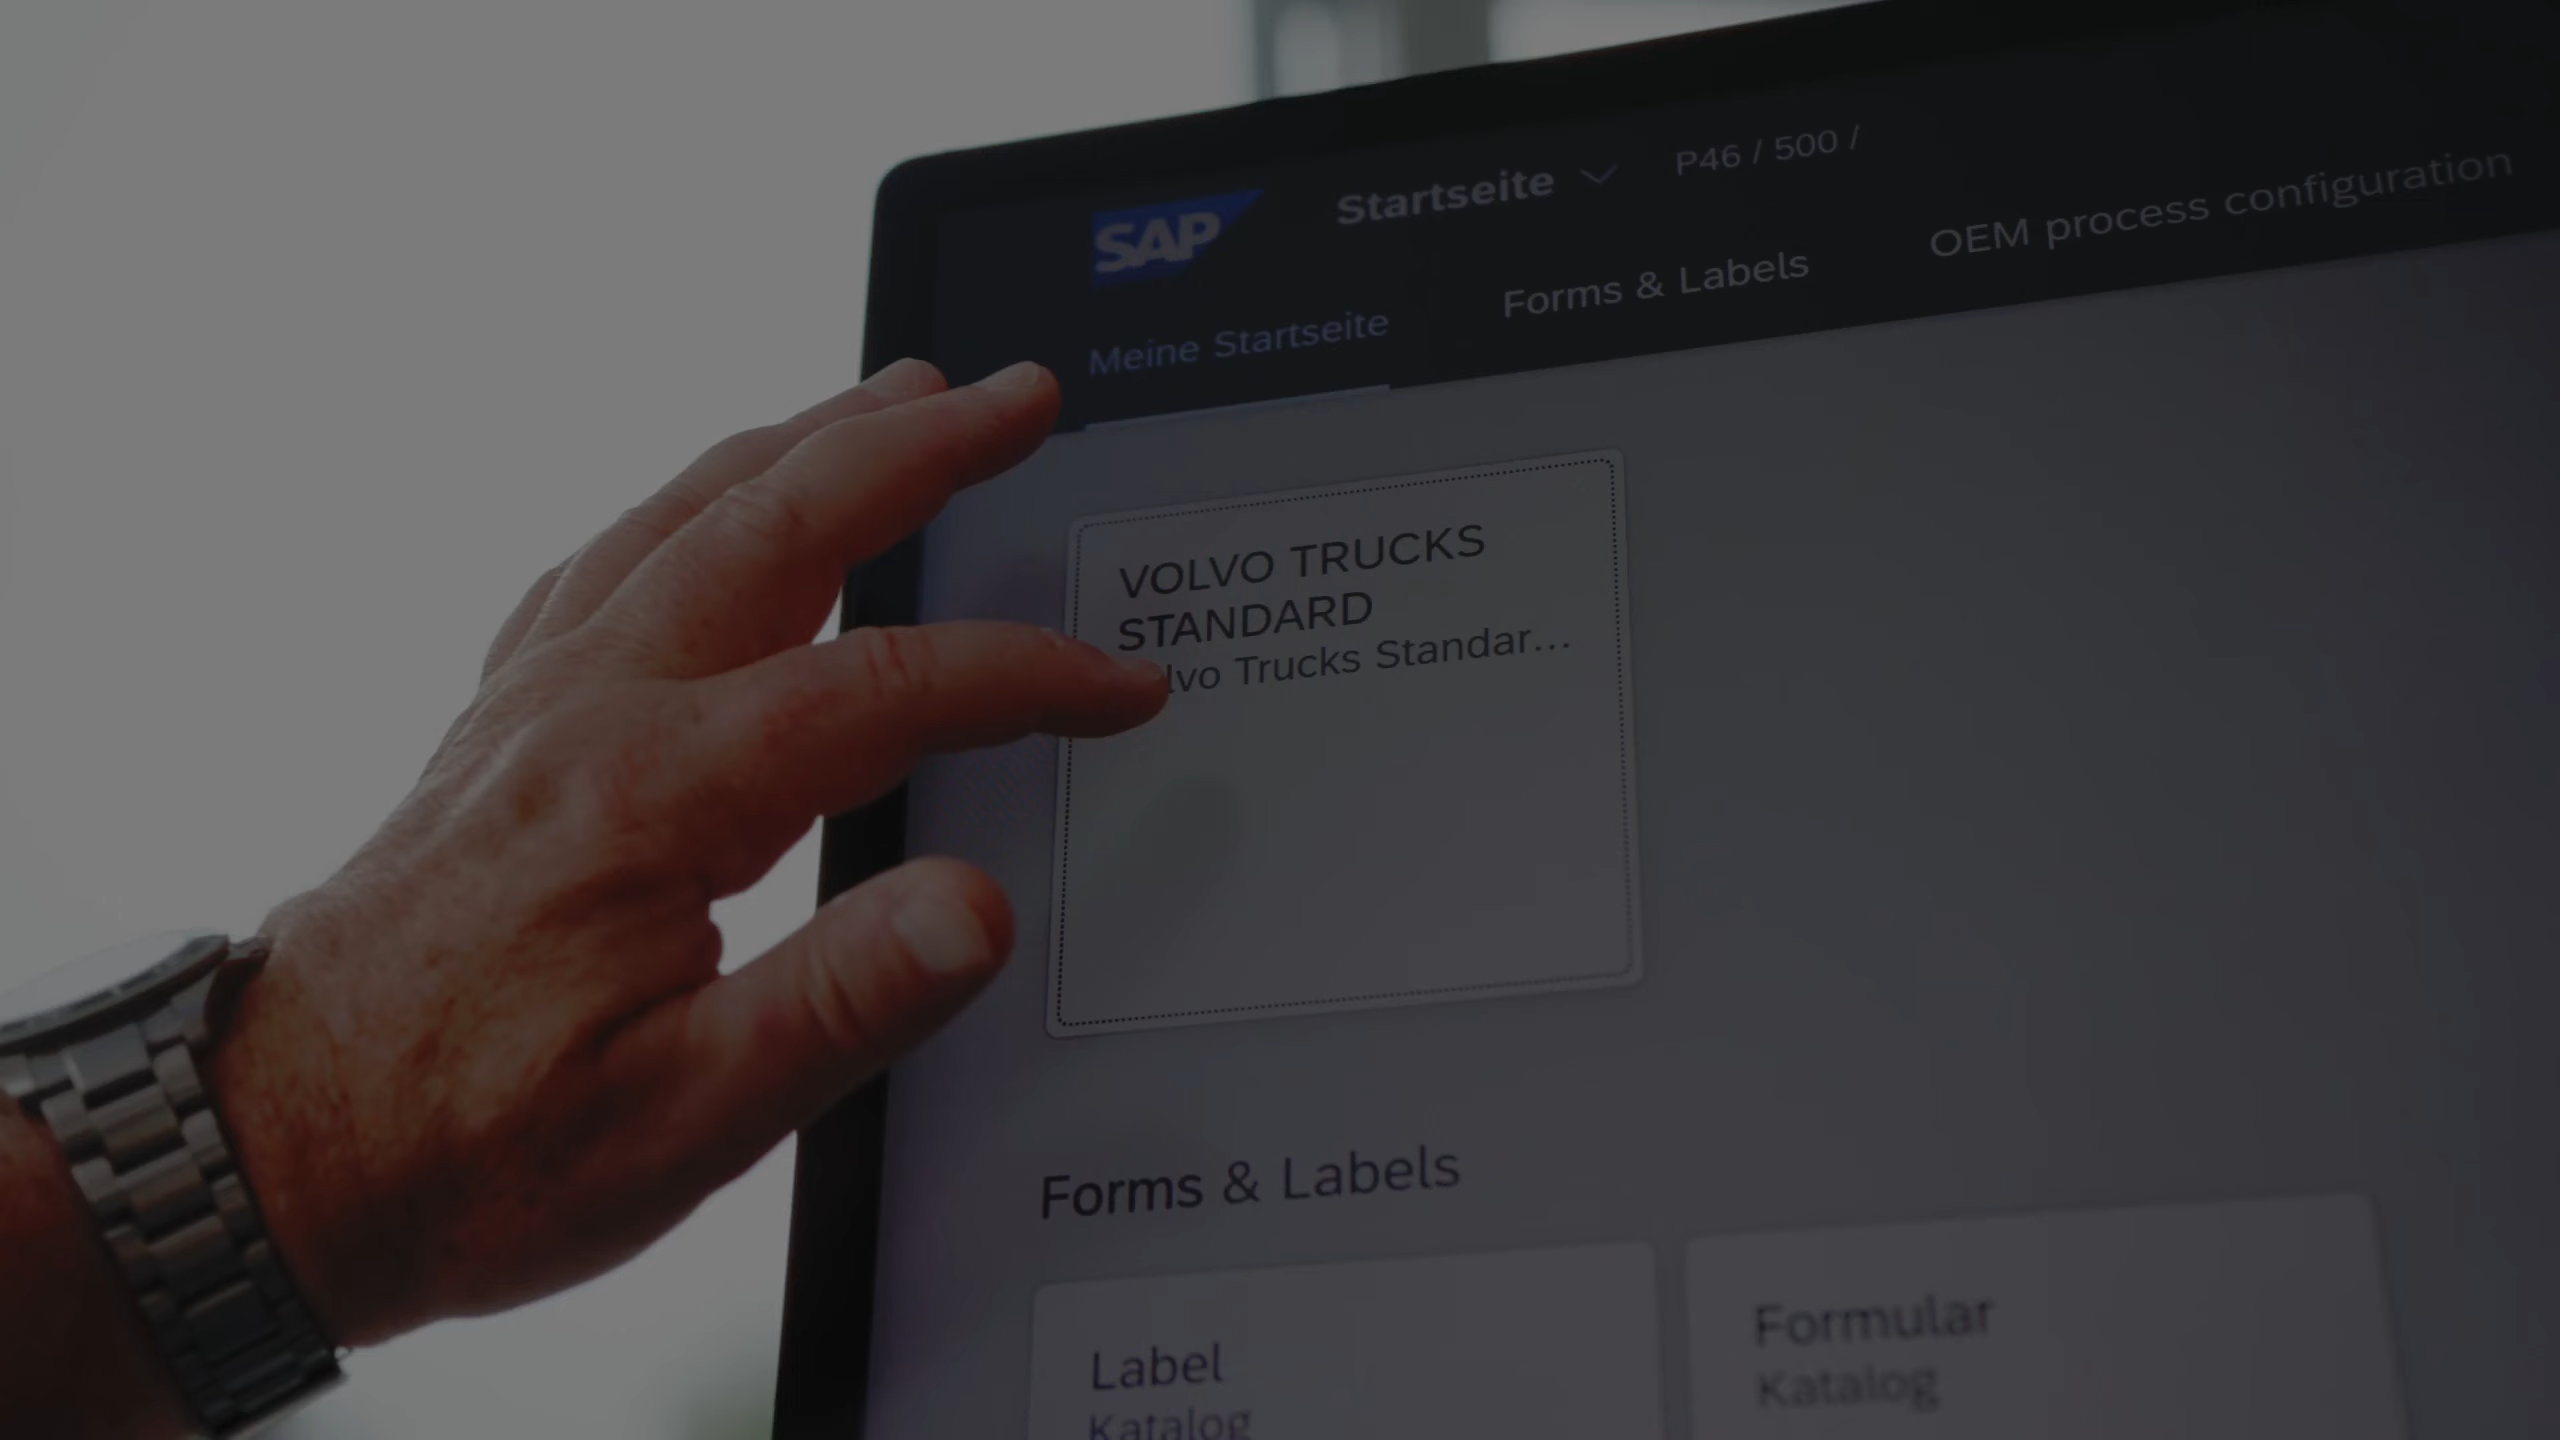 SAP Startseite P46 / 500 /
Meine Startseite Forms & Labels OEM process configuration
VOLVO TRUCKS
STANDARD
lvo Trucks Standar...
Forms & Labels
Label
Katalog
Formular
Katalog